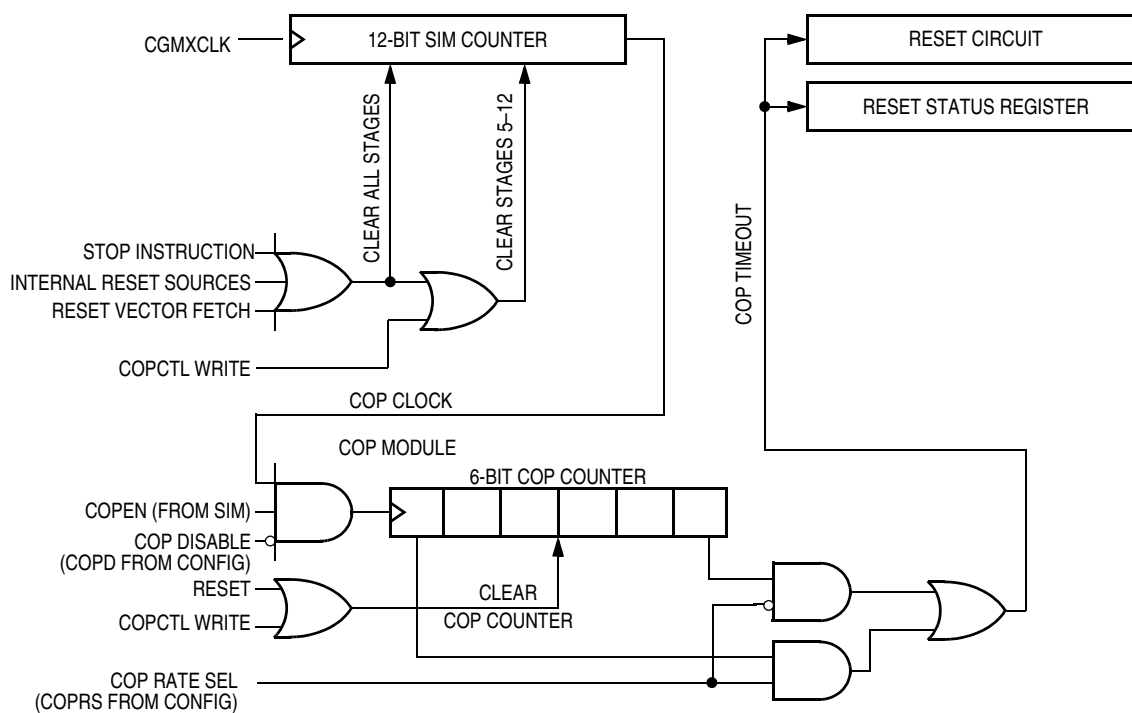 CGMXCLK
12-BIT SIM COUNTER
RESET CIRCUIT
RESET STATUS REGISTER
CLEAR ALL STAGES
CLEAR STAGES 5–12
COP TIMEOUT
STOP INSTRUCTION
INTERNAL RESET SOURCES
RESET VECTOR FETCH
COPCTL WRITE
COP CLOCK
COP MODULE
6-BIT COP COUNTER
COPEN (FROM SIM)
COP DISABLE
(COPD FROM CONFIG)
RESET
COPCTL WRITE
CLEAR
COP COUNTER
COP RATE SEL
(COPRS FROM CONFIG)